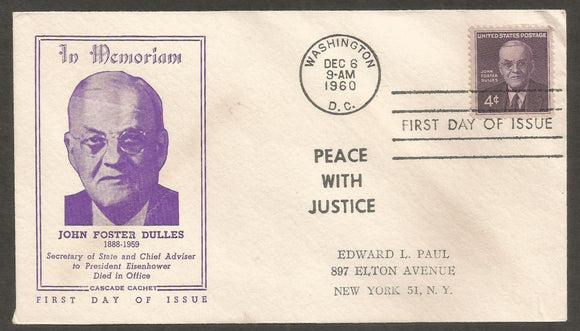 In Memoriam
JOHN FOSTER DULLES
1888-1959
Secretary of State and Chief Adviser
to President Eisenhower
Died in Office
CASCADE CACHET
FIRST DAY OF ISSUE
WASHINGTON
DEC 6
9-AM
1960
D.C.
UNITED STATES POSTAGE
JOHN
FOSTER
DULLES
4¢
FIRST DAY OF ISSUE
PEACE
WITH
JUSTICE
EDWARD L. PAUL
897 ELTON AVENUE
NEW YORK 51, N. Y.